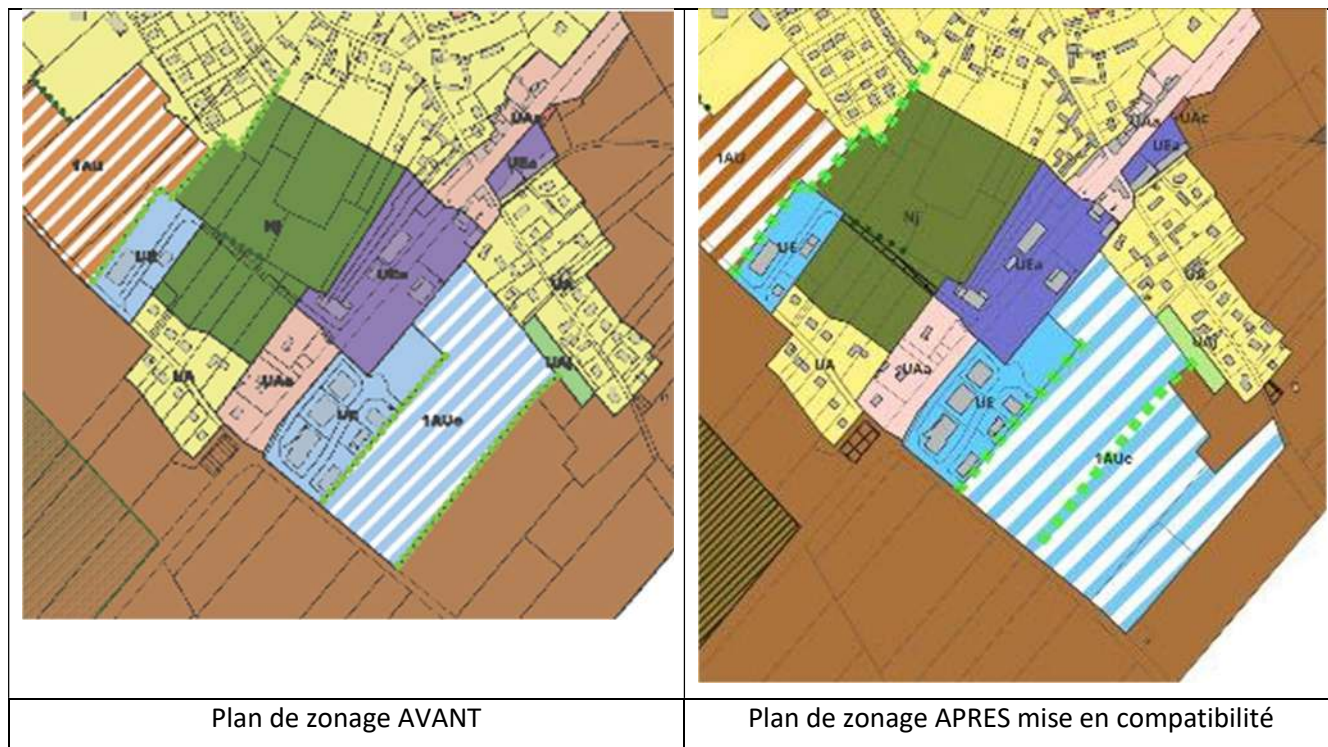 1AU
UE
Nj
UAa
UEa
UEa
UA
UAj
UA
UAa
UE
1AUe
1AU
UE
Nj
UAa
UAc
UEa
UEa
UA
UAj
UA
UAa
UE
1AUc
Plan de zonage AVANT
Plan de zonage APRES mise en compatibilité